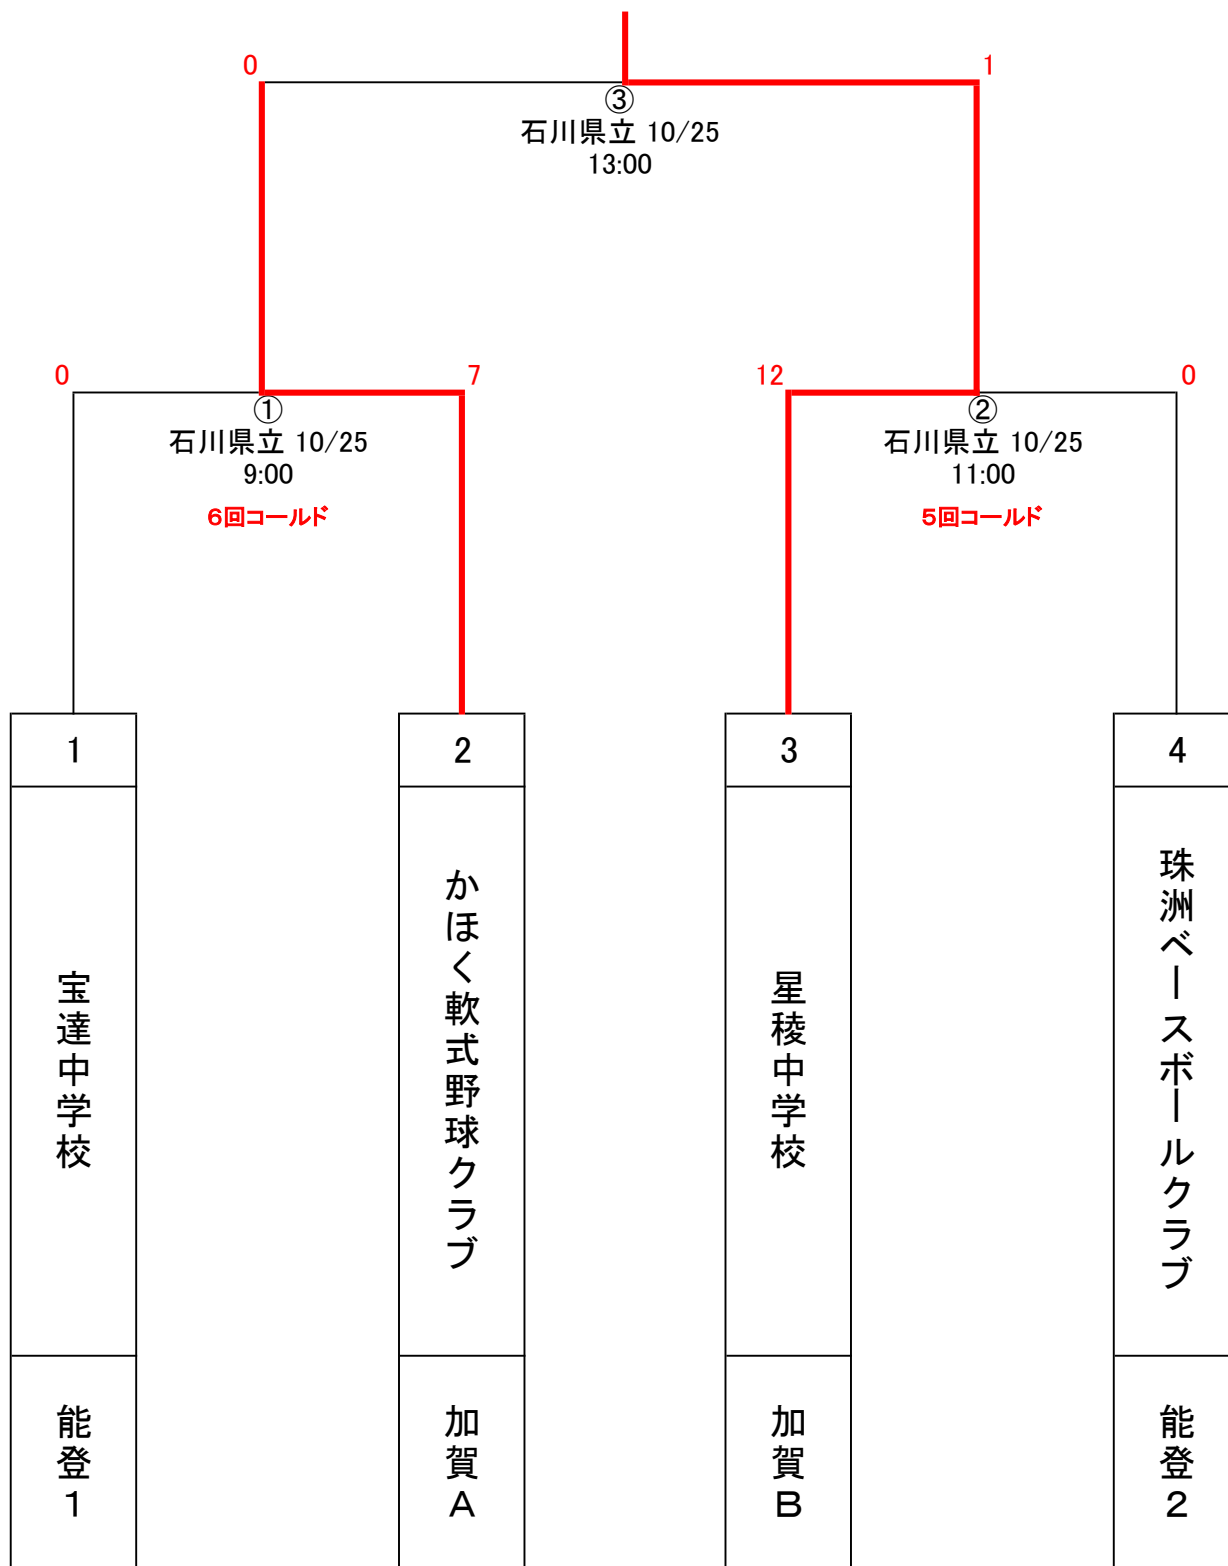 0
1
③
石川県立 10/25
13:00
0
7
12
0
①
石川県立 10/25
9:00
6回コールド
②
石川県立 10/25
11:00
5回コールド
1
2
3
4
宝達中学校
かほく軟式野球クラブ
星稜中学校
珠洲ベースボールクラブ
能登1
加賀A
加賀B
能登2